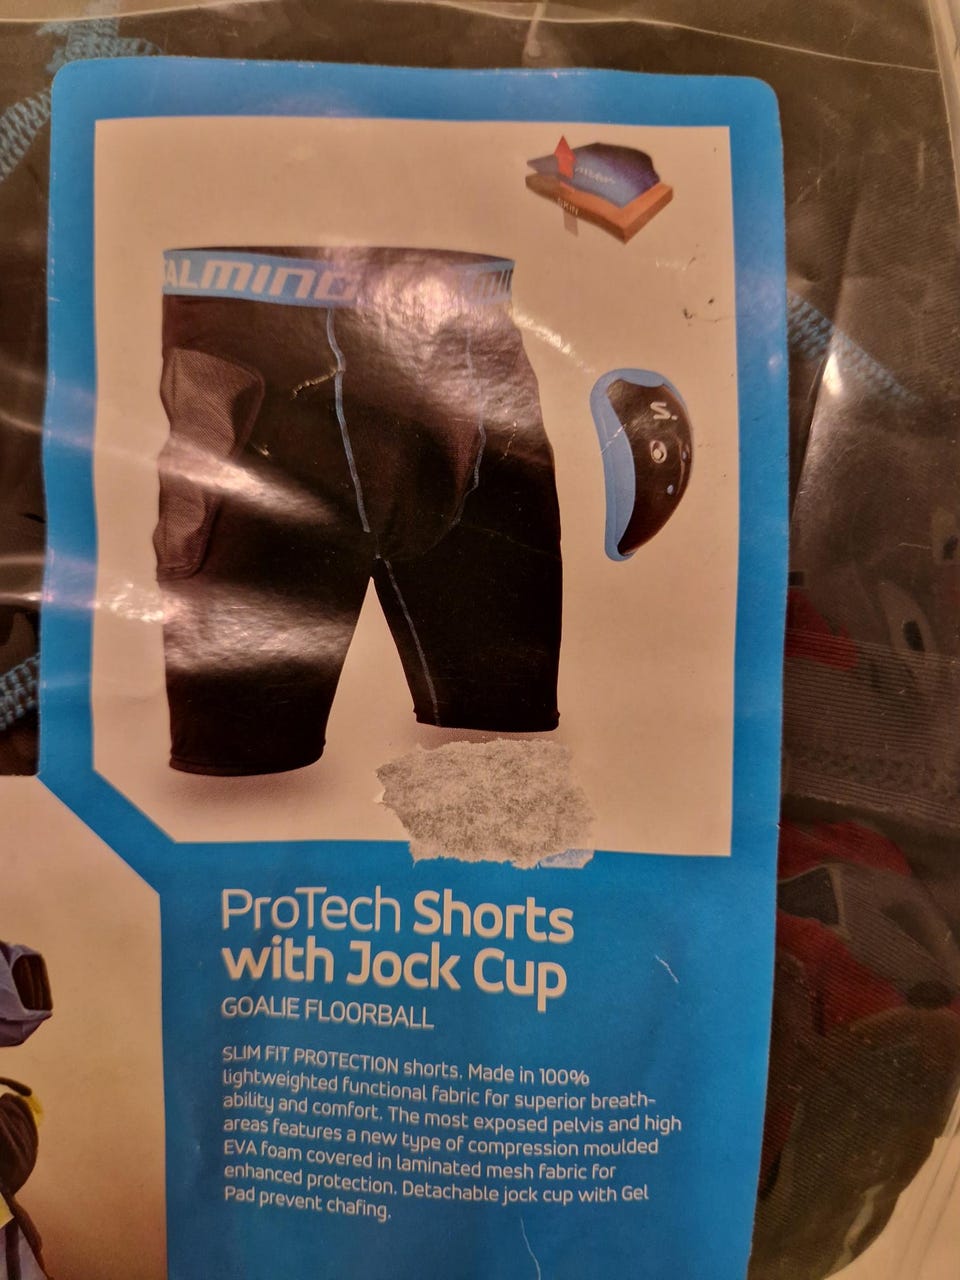 SKIN
ALMING
S.
ProTech Shorts
with Jock Cup
GOALIE FLOORBALL
SLIM FIT PROTECTION shorts. Made in 100%
lightweighted functional fabric for superior breath-
ability and comfort. The most exposed pelvis and high
areas features a new type of compression moulded
EVA foam covered in laminated mesh fabric for
enhanced protection. Detachable jock cup with Gel
Pad prevent chafing.